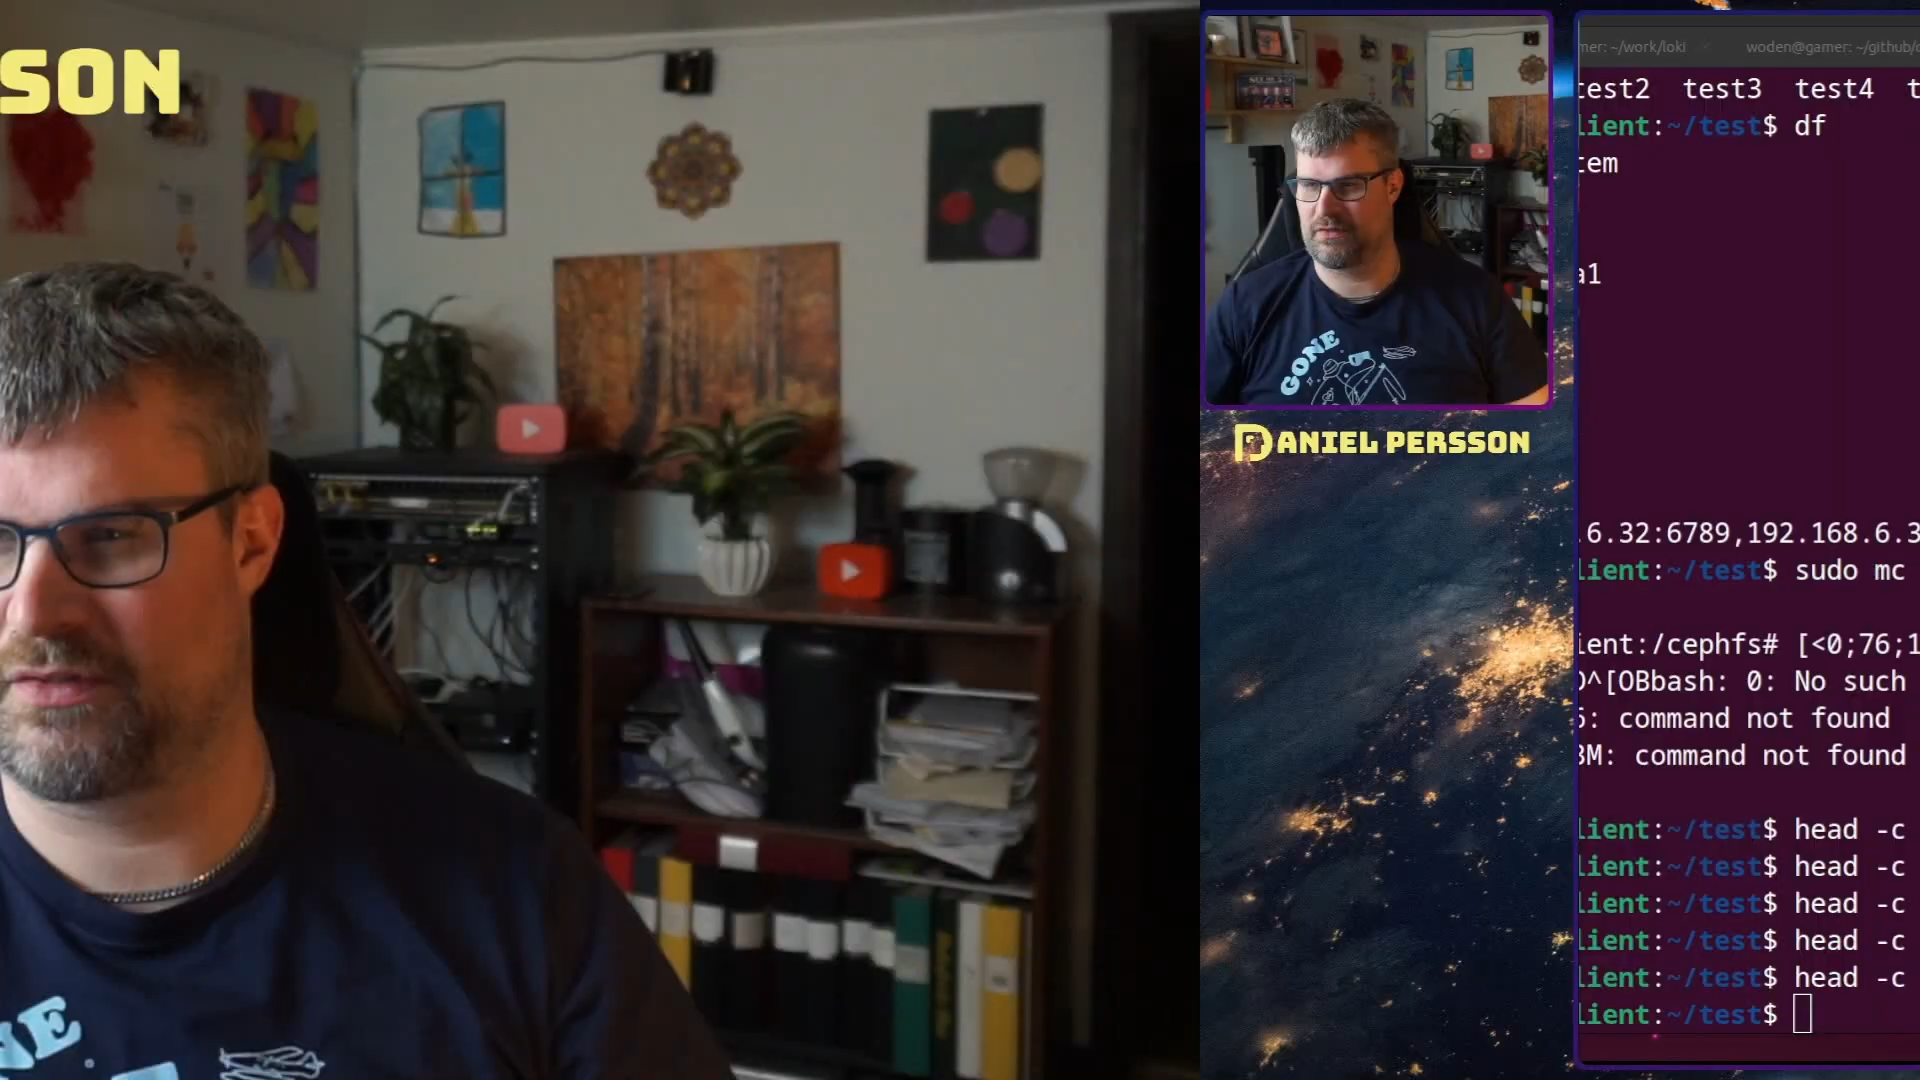 SON
NE
GONE
DANIEL PERSSON
mer: ~/work/loki
woden@gamer: ~/github/
test2 test3 test4 t
lient:~/test$ df
tem
a1
.6.32:6789,192.168.6.3
lient:~/test$ sudo mc
ient:/cephfs# [<0;76;1
^[OBbash: 0: No such
: command not found
3M: command not found
lient:~/test$ head -c
lient:~/test$ head -c
lient:~/test$ head -c
lient:~/test$ head -c
lient:~/test$ head -c
lient:~/test$